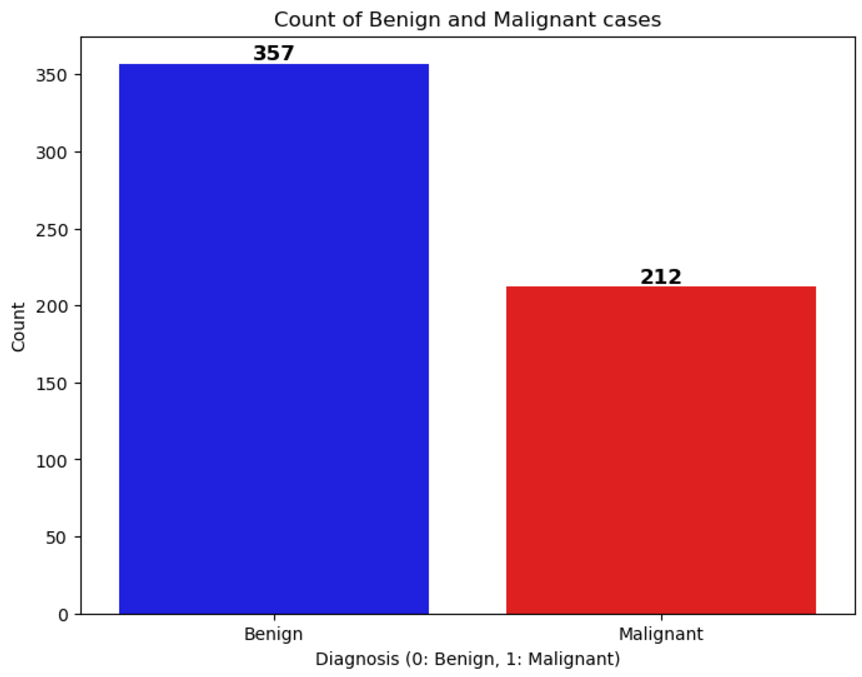 Count of Benign and Malignant cases
357
350
300
250
212
200
150
100
50
0
Count
Benign
Malignant
Diagnosis (0: Benign, 1: Malignant)